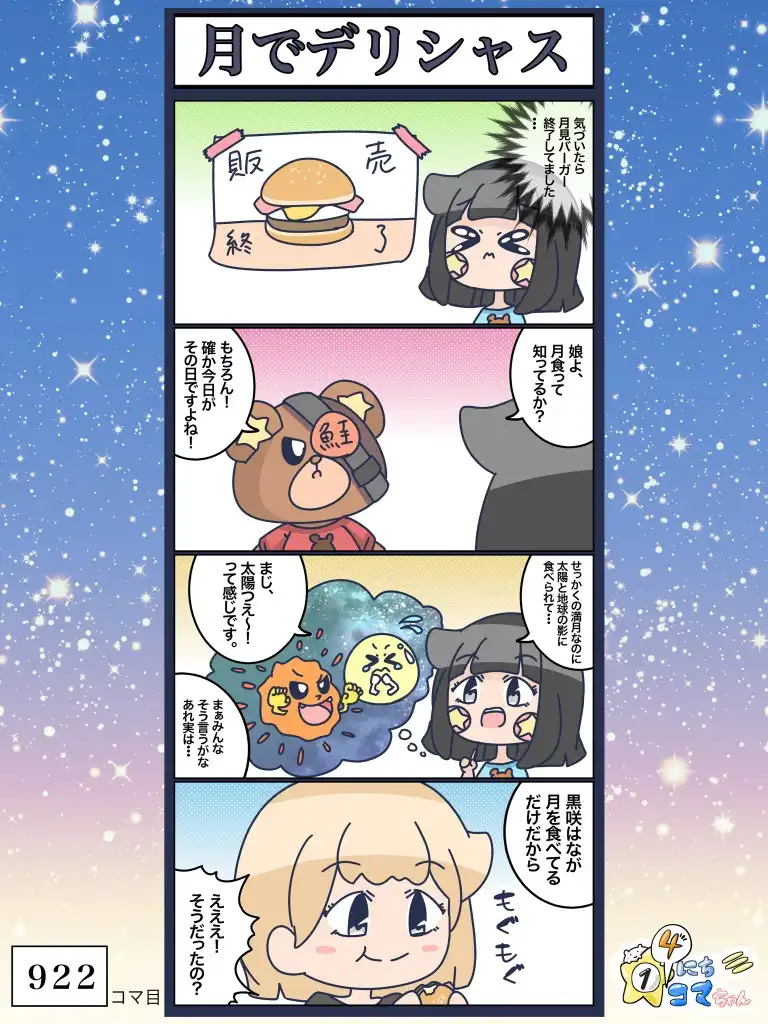 月でデリシャス
気づいたら
月見バーガー
終了してました
…
販売
終了
娘よ、
月食って
知ってるか?
もちろん!
確か今日が
その日ですよね!
鮭
せっかくの満月なのに
太陽と地球の影に
食べられて…
まじ、
太陽つえ〜!
って感じです。
まぁみんな
そう言うがな
あれ実は…
黒咲はなが
月を食べてる
だけだから
もぐもぐ
えええ!
そうだったの?
922
コマ目
1
にち
4
コマ
ちゃん